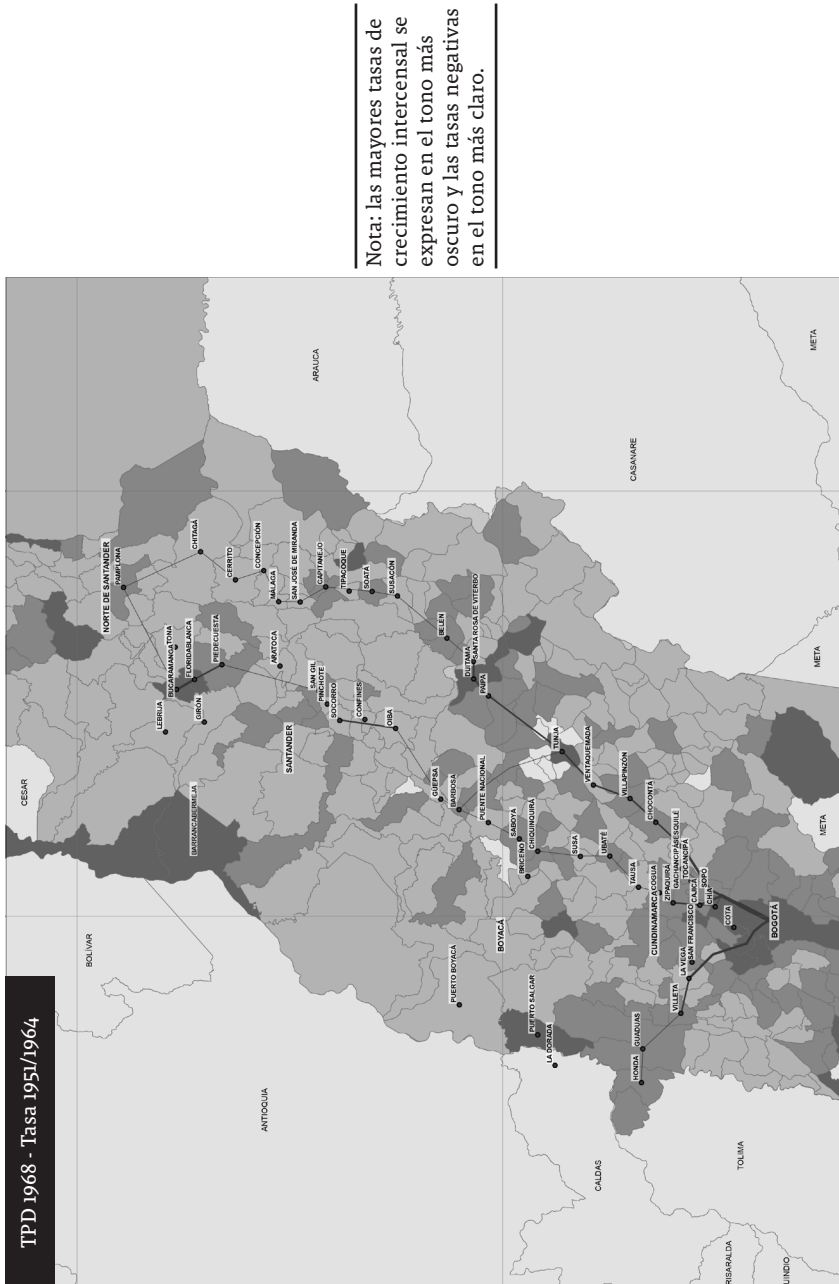 TPD 1968 - Tasa 1951/1964
Nota: las mayores tasas de
crecimiento intercensal se
expresan en el tono más
oscuro y las tasas negativas
en el tono más claro.
CESAR
BOLÍVAR
ANTIOQUIA
ARAUCA
NORTE DE SANTANDER
PAMPLONA
CHITAGÁ
CERRITO
CONCEPCIÓN
MÁLAGA
SAN JOSÉ DE MIRANDA
CAPITANEJO
TIPACOQUE
SOATÁ
SUSACÓN
BELÉN
SANTA ROSA DE VITERBO
DUITAMA
PAIPA
TUNJA
VENTAQUEMADA
VILLAPINZÓN
CHOCONTÁ
SESQUILÉ
GACHANCIPÁ
TOCANCIPÁ
SOPÓ
CAJICÁ
CHÍA
COTA
BOGOTÁ
LEBRIJA
BUCARAMANGA
TONA
FLORIDABLANCA
GIRÓN
PIEDECUESTA
ARATOCA
SAN GIL
PINCHOTE
SOCORRO
CONFINES
OIBA
SANTANDER
BARRANCABERMEJA
GÜEPSA
BARBOSA
PUENTE NACIONAL
SABOYÁ
BRICEÑO
CHIQUINQUIRÁ
SUSA
UBATÉ
TAUSA
COGUA
ZIPAQUIRÁ
CUNDINAMARCA
SAN FRANCISCO
LA VEGA
VILLETA
GUADUAS
HONDA
BOYACÁ
PUERTO BOYACÁ
PUERTO SALGAR
LA DORADA
CASANARE
META
META
META
CALDAS
TOLIMA
RISARALDA
UINDIO